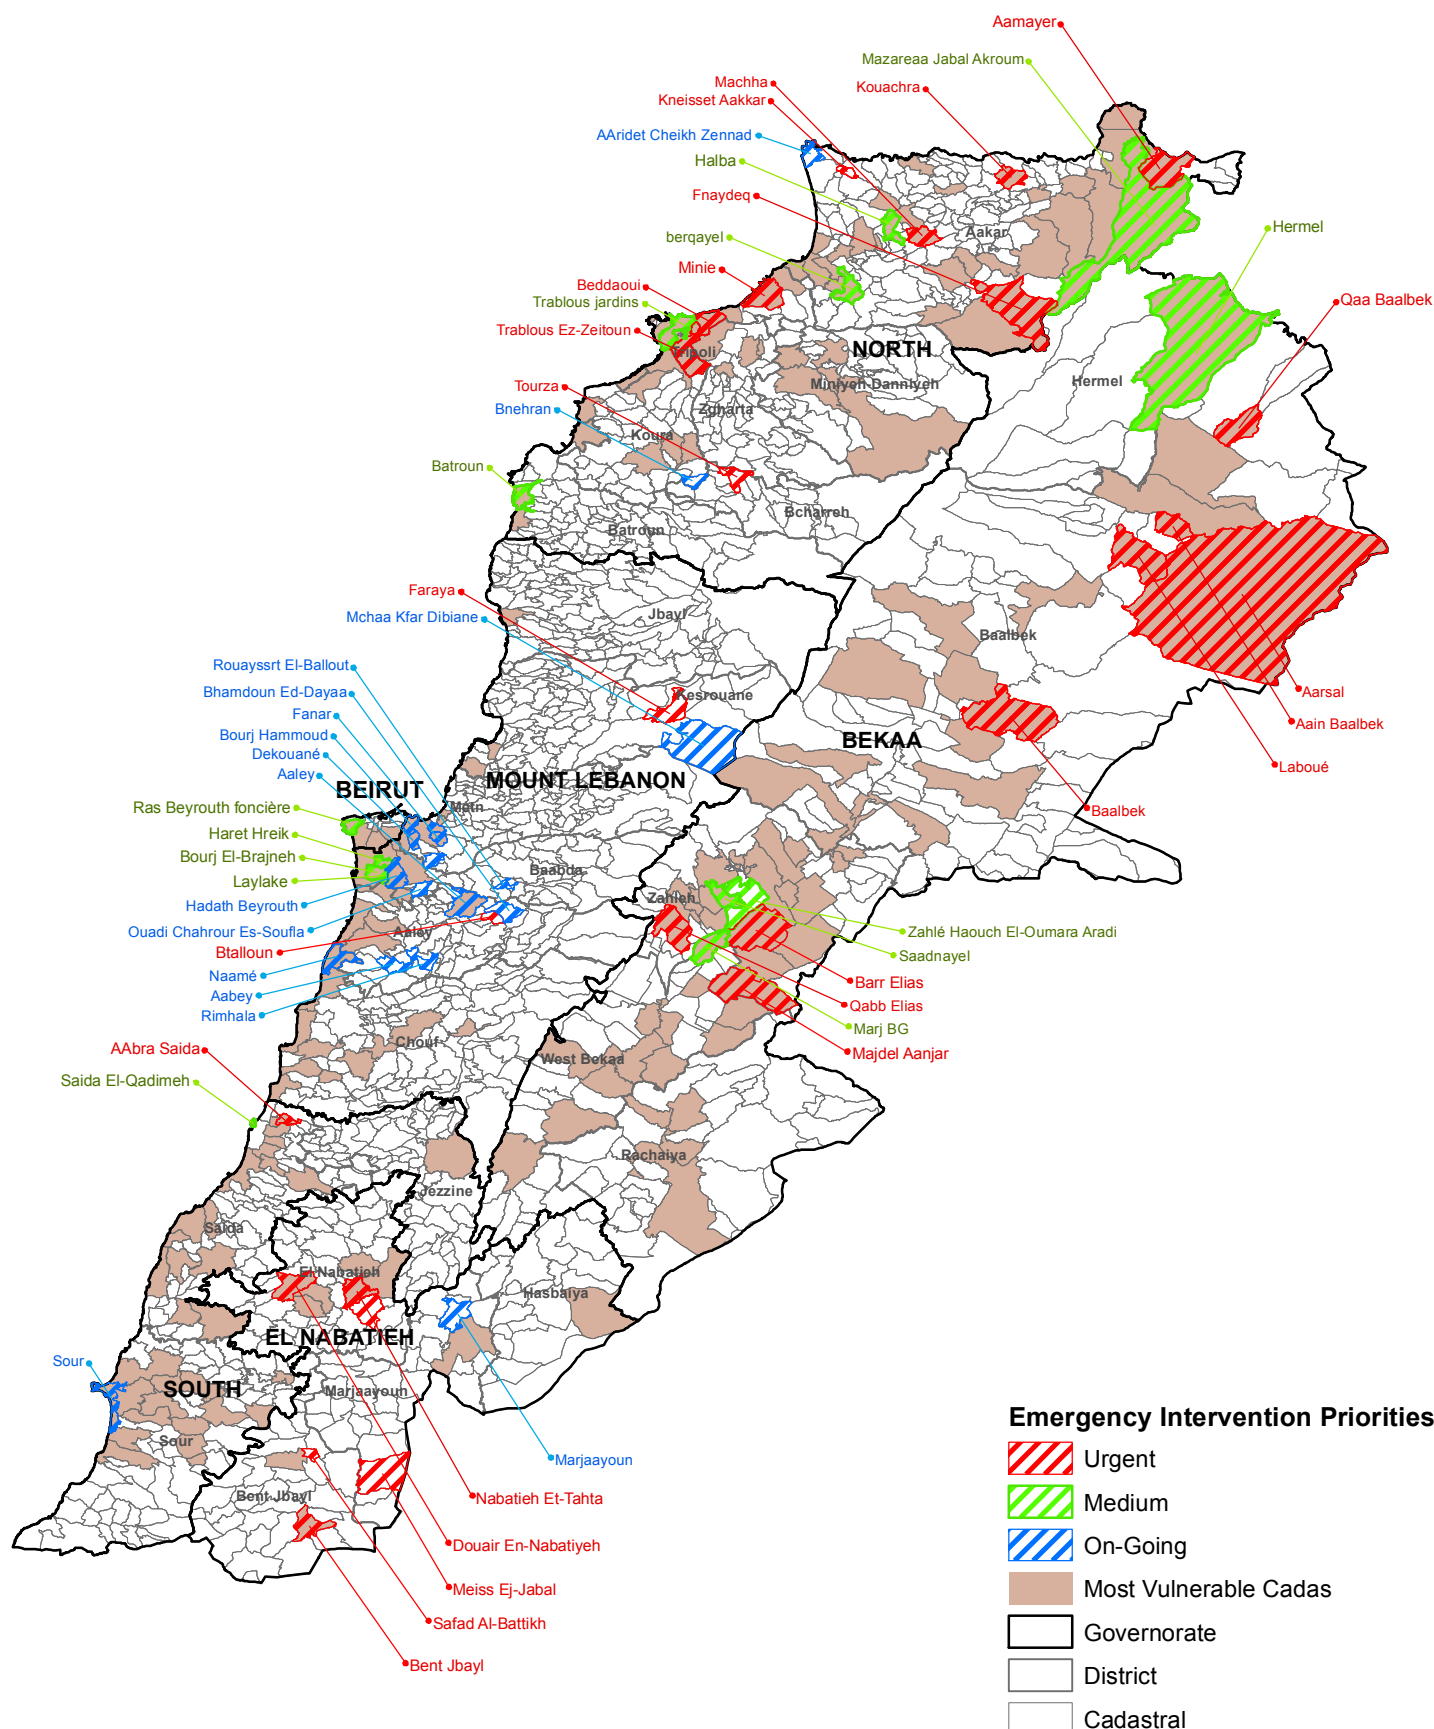 Aamayer
Mazareaa Jabal Akroum
Machha
Kouachra
Kneisset Aakkar
AAridet Cheikh Zennad
Halba
Fnaydeq
Aakar
Hermel
berqayel
Minie
Beddaoui
Qaa Baalbek
Trablous jardins
Trablous Ez-Zeitoun
NORTH
Tripoli
Hermel
Miniyeh-Danniyeh
Tourza
Bnehran
Zgharta
Koura
Batroun
Bcharreh
Batroun
Faraya
Mchaa Kfar Dibiane
Jbayl
Baalbek
Rouayssrt El-Ballout
Bhamdoun Ed-Dayaa
Kesrouane
Aarsal
Fanar
Aain Baalbek
Bourj Hammoud
BEKAA
Dekouané
Laboué
Aaley
MOUNT LEBANON
BEIRUT
Ras Beyrouth foncière
Matn
Baalbek
Haret Hreik
Bourj El-Brajneh
Baabda
Laylake
Zahleh
Hadath Beyrouth
Ouadi Chahrour Es-Soufla
Aaley
Zahlé Haouch El-Oumara Aradi
Btalloun
Saadnayel
Naamé
Barr Elias
Aabey
Qabb Elias
Rimhala
Marj BG
Chouf
AAbra Saida
Majdel Aanjar
West Bekaa
Saida El-Qadimeh
Rachaiya
Jezzine
Saida
El Nabatieh
Hasbaiya
EL NABATIEH
Sour
SOUTH
Marjaayoun
Sour
Marjaayoun
Bent Jbayl
Nabatieh Et-Tahta
Douair En-Nabatiyeh
Meiss Ej-Jabal
Safad Al-Battikh
Bent Jbayl
Emergency Intervention Priorities
Urgent
Medium
On-Going
Most Vulnerable Cadas
Governorate
District
Cadastral